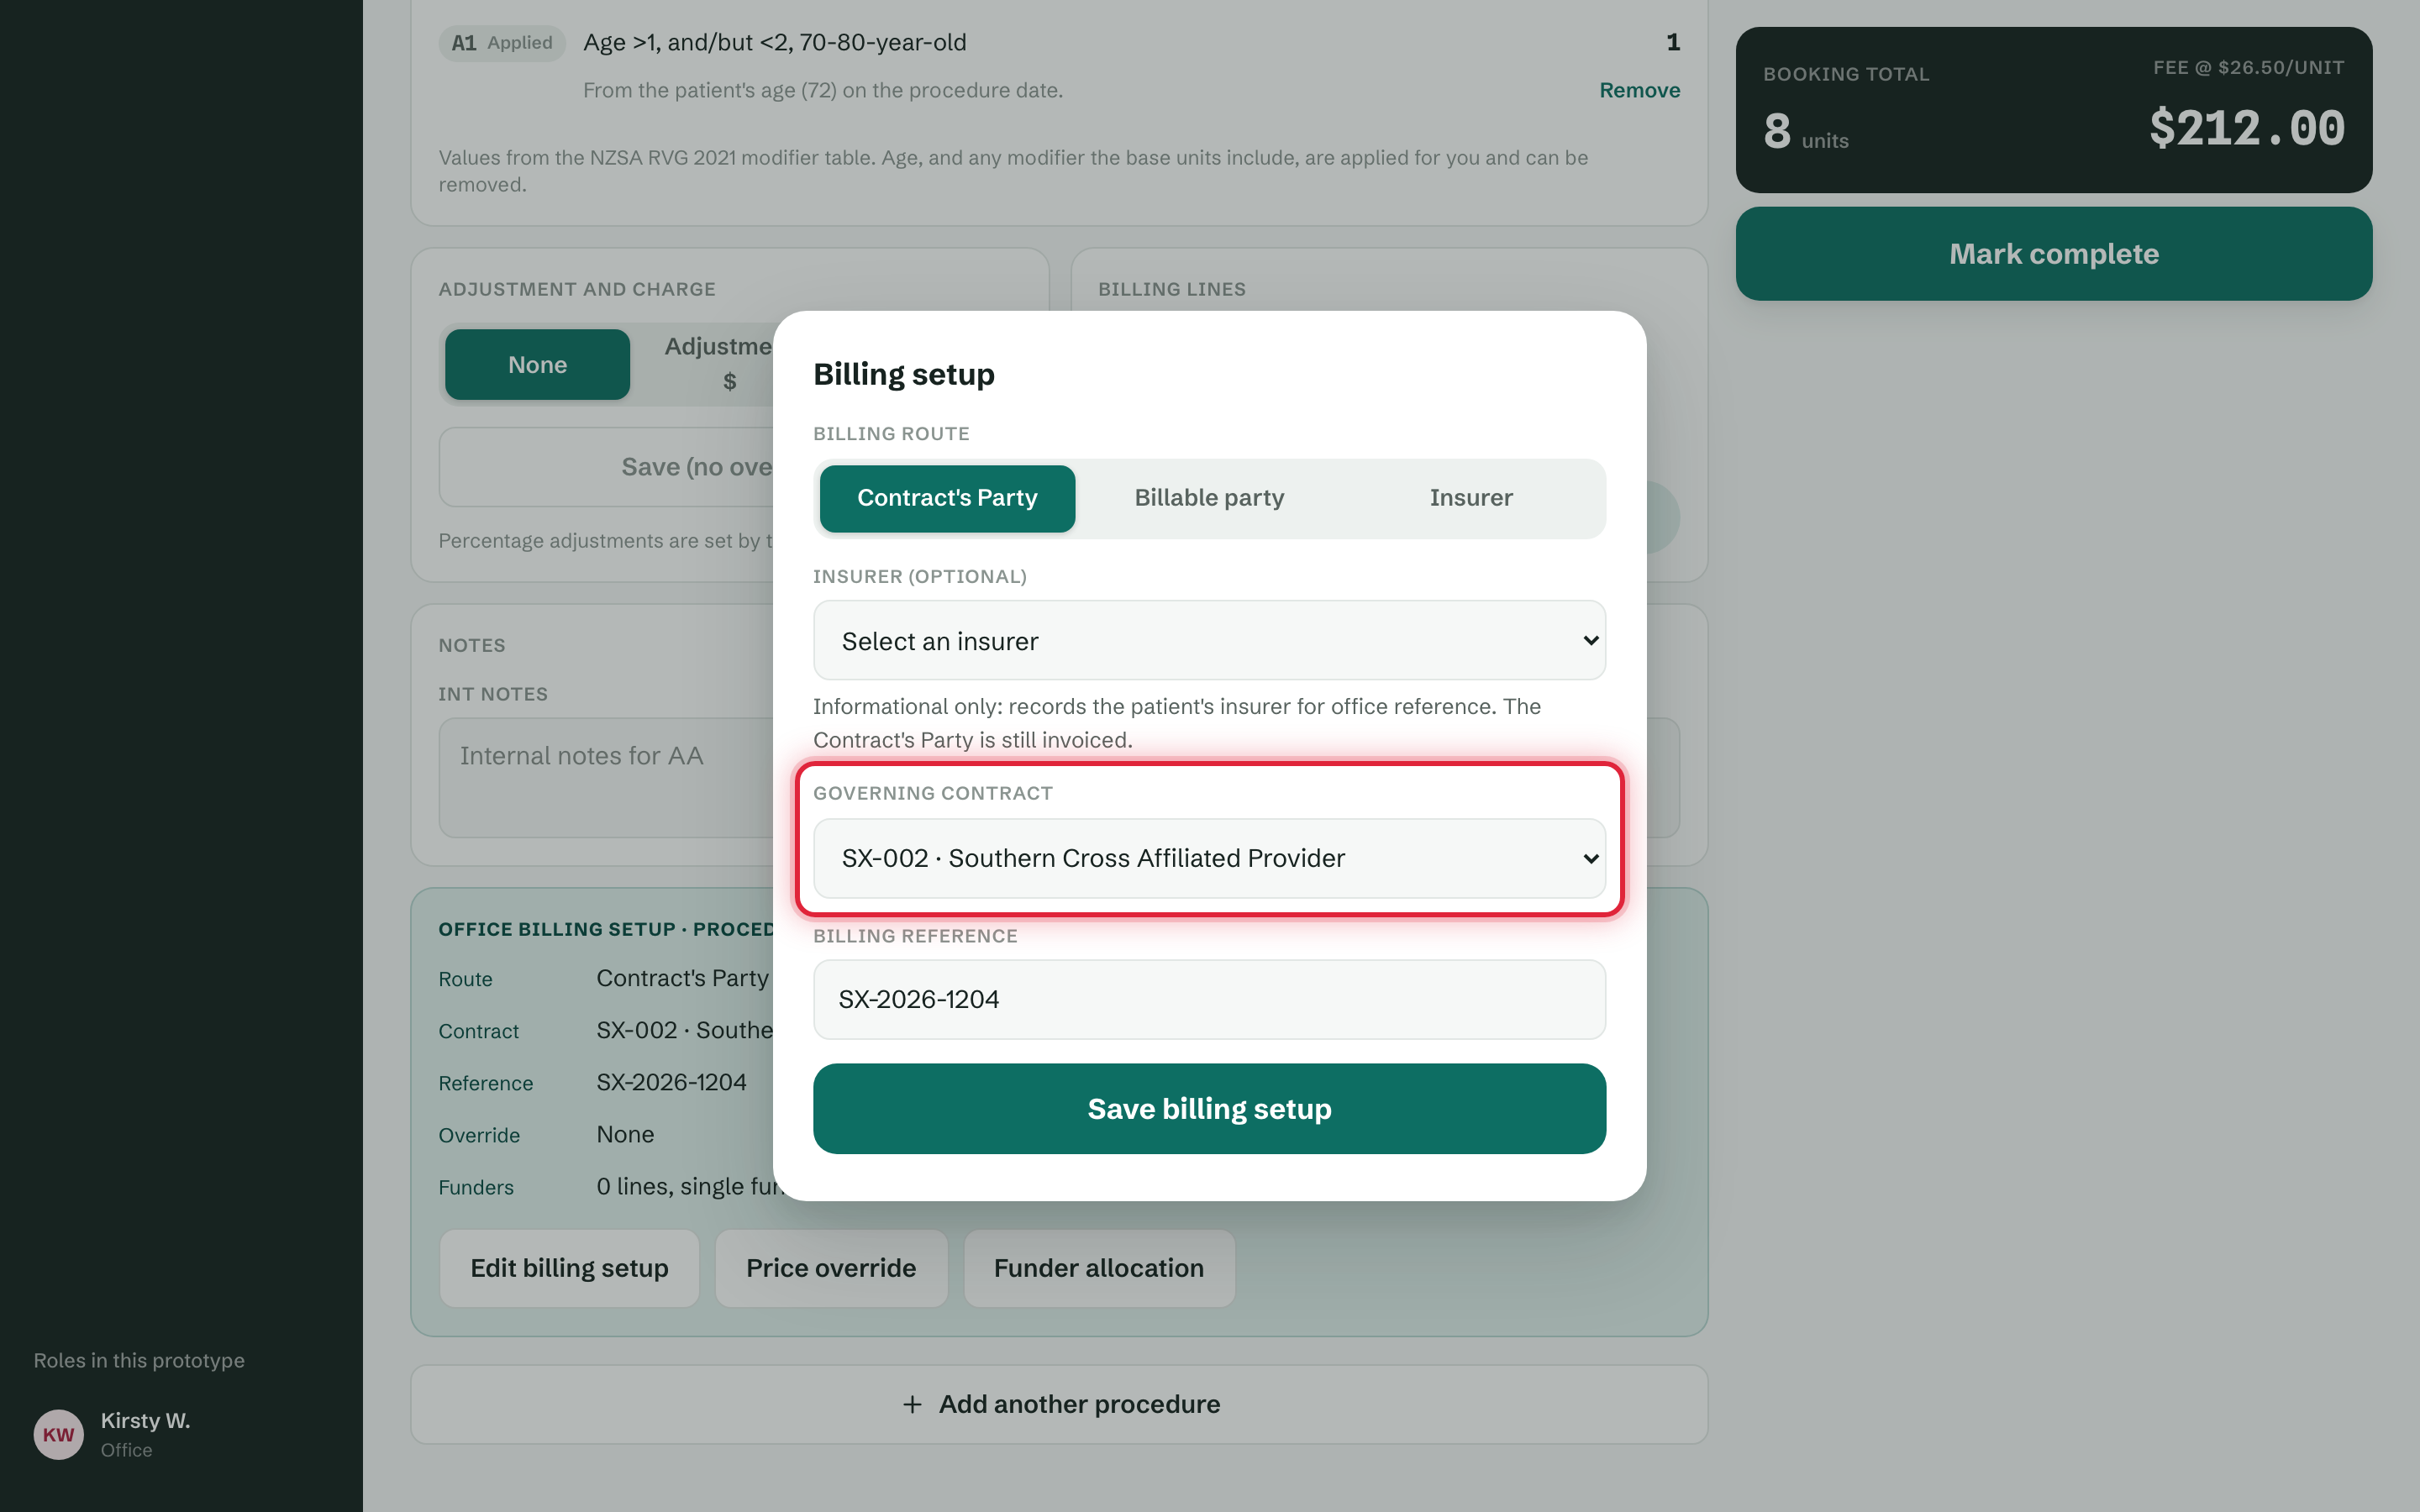 A1 Applied Age >1, and/but <2, 70-80-year-old 1
From the patient's age (72) on the procedure date. Remove
Values from the NZSA RVG 2021 modifier table. Age, and any modifier the base units include, are applied for you and can be
removed.
BOOKING TOTAL FEE @ $26.50/UNIT
8 units $212.00
Mark complete
ADJUSTMENT AND CHARGE
None
Adjustme
$
Save (no ove
Percentage adjustments are set by t
BILLING LINES
NOTES
INT NOTES
Internal notes for AA
Billing setup
BILLING ROUTE
Contract's Party Billable party Insurer
INSURER (OPTIONAL)
Select an insurer
Informational only: records the patient's insurer for office reference. The
Contract's Party is still invoiced.
GOVERNING CONTRACT
SX-002 · Southern Cross Affiliated Provider
BILLING REFERENCE
SX-2026-1204
Save billing setup
OFFICE BILLING SETUP · PROCED
Route Contract's Party
Contract SX-002 · Southe
Reference SX-2026-1204
Override None
Funders 0 lines, single fun
Edit billing setup Price override Funder allocation
+ Add another procedure
Roles in this prototype
KW Kirsty W.
Office